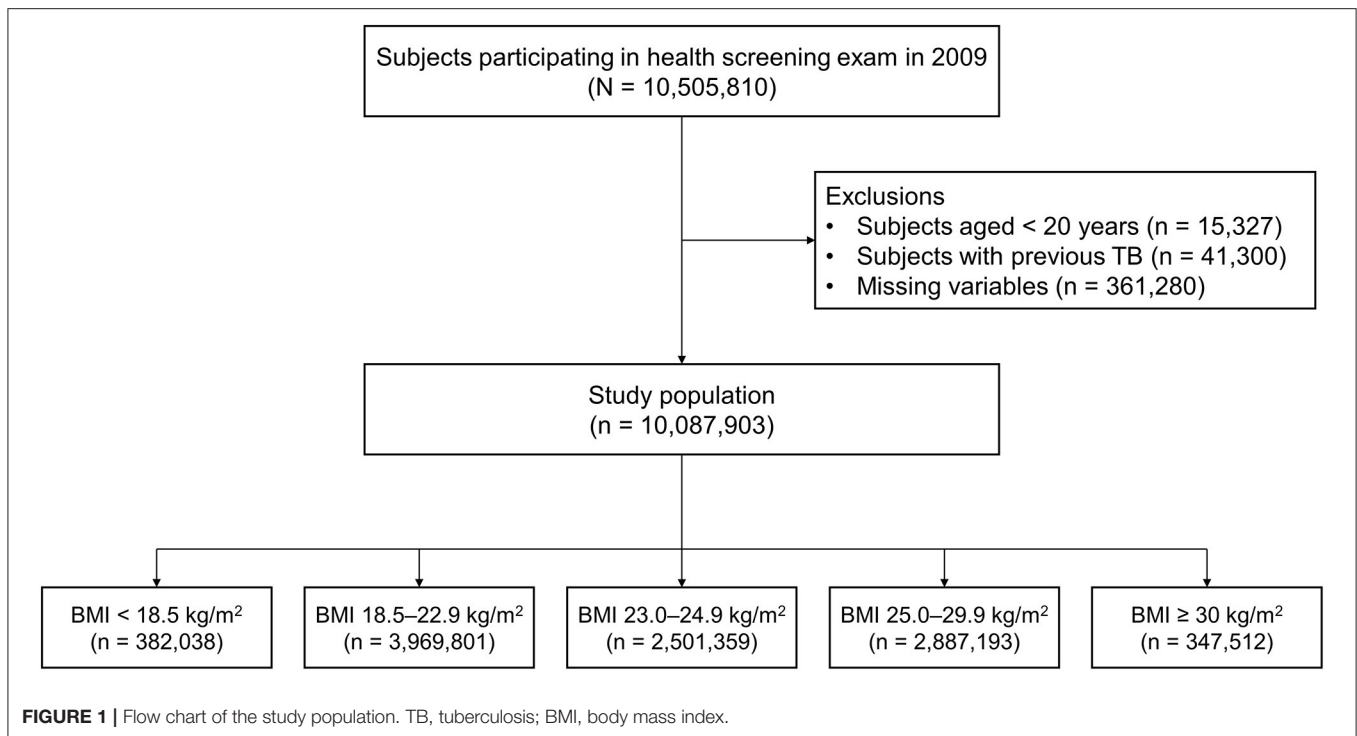 Subjects participating in health screening exam in 2009
(N = 10,505,810)
Exclusions
• Subjects aged < 20 years (n = 15,327)
• Subjects with previous TB (n = 41,300)
• Missing variables (n = 361,280)
Study population
(n = 10,087,903)
BMI < 18.5 kg/m²
(n = 382,038)
BMI 18.5–22.9 kg/m²
(n = 3,969,801)
BMI 23.0–24.9 kg/m²
(n = 2,501,359)
BMI 25.0–29.9 kg/m²
(n = 2,887,193)
BMI ≥ 30 kg/m²
(n = 347,512)
FIGURE 1 | Flow chart of the study population. TB, tuberculosis; BMI, body mass index.